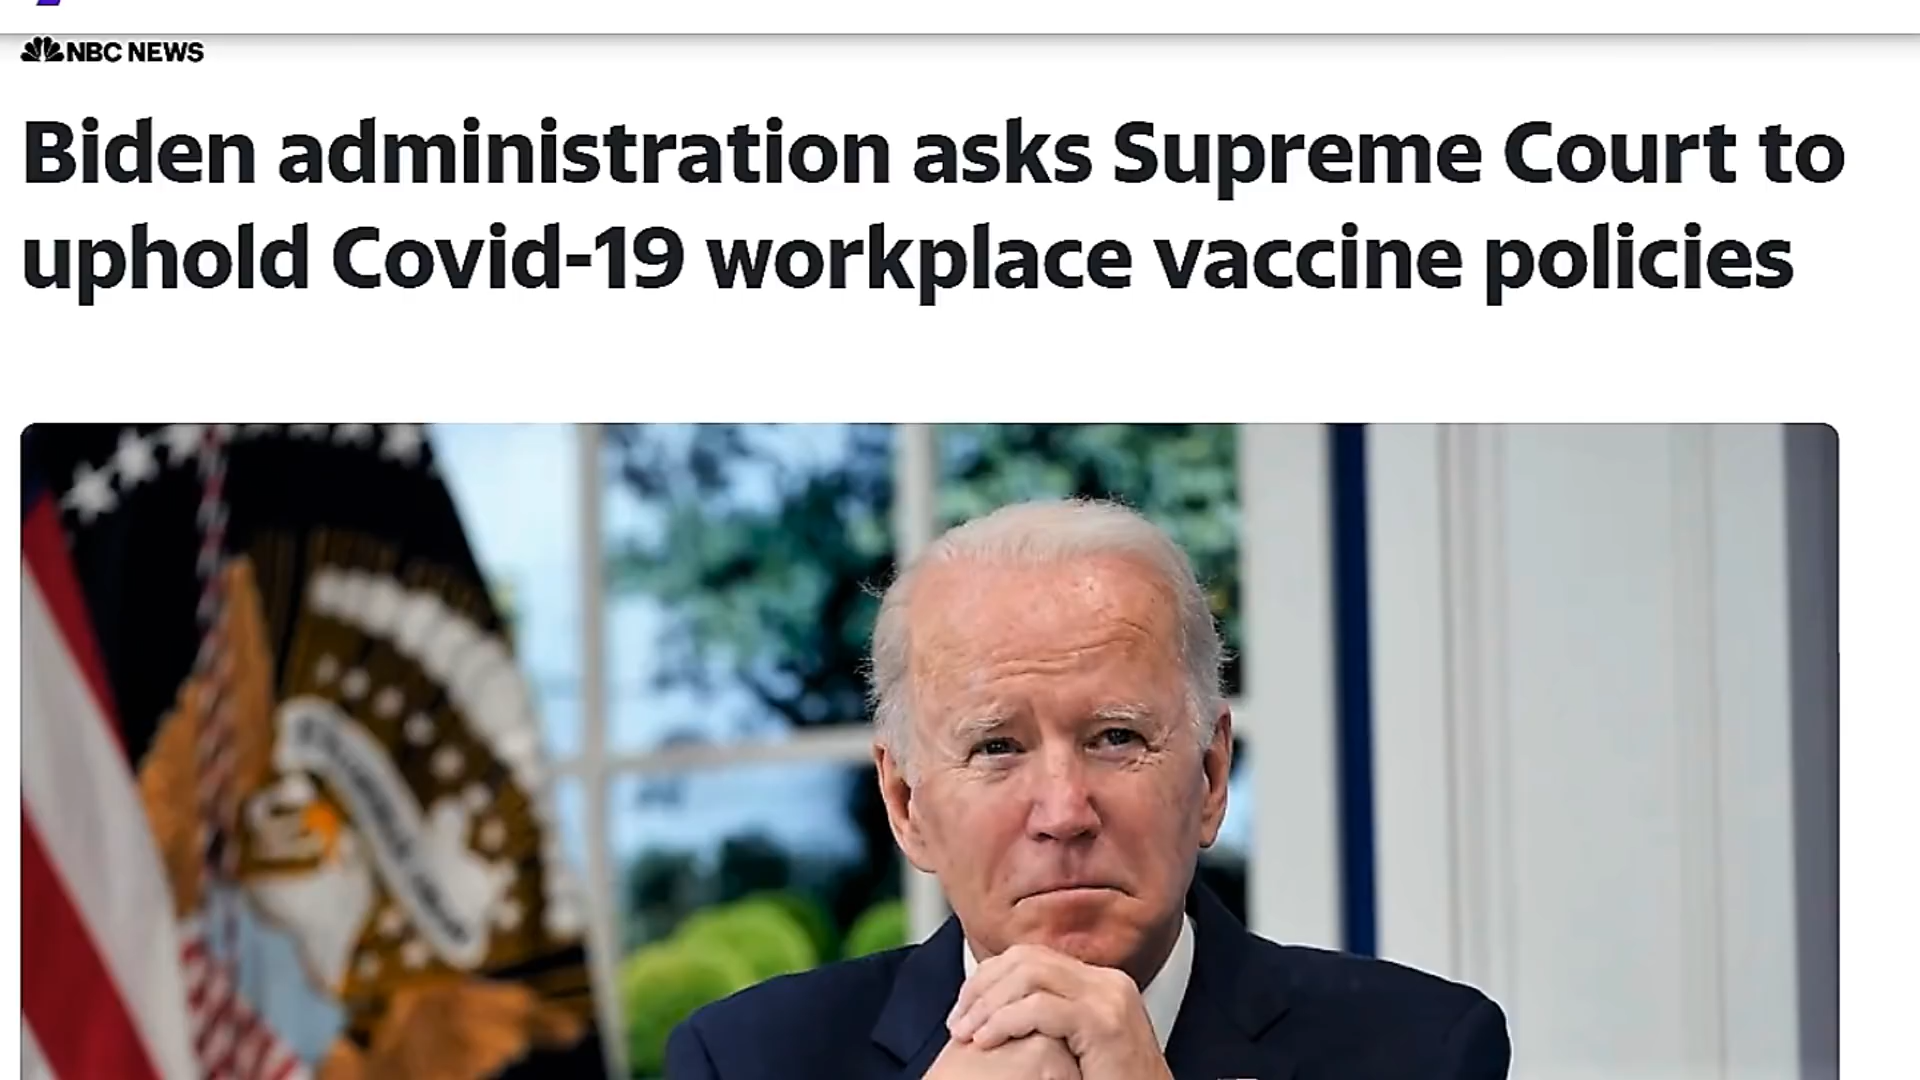 NBC NEWS
Biden administration asks Supreme Court to
uphold Covid-19 workplace vaccine policies